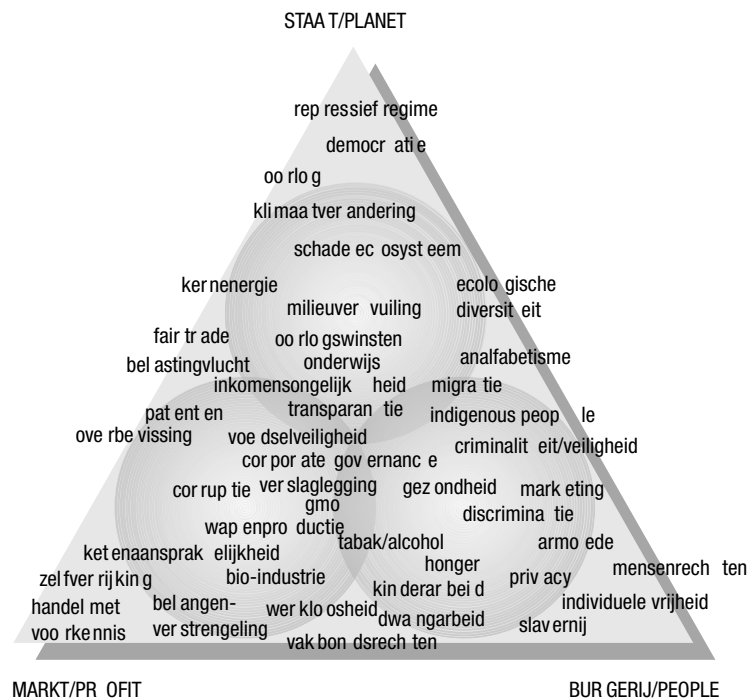 STAAT/PLANET
repressief regime
democratie
oorlog
klimaatverandering
schade ecosysteem
kernenergie
ecologische
diversiteit
milieuvervuiling
fair trade
oorlogswinsten
belastingvlucht
onderwijs
analfabetisme
inkomensongelijkheid
migratie
patenten
transparantie
indigenous people
overbevissing
voedselveiligheid
criminaliteit/veiligheid
corporate governance
corruptie
verslaglegging
gezondheid
marketing
gmo
discriminatie
wapenproductie
tabak/alcohol
armoede
ketenaansprakelijkheid
honger
mensenrechten
zelfverrijking
bio-industrie
kinderarbeid
privacy
handel met
voorkennis
belangen-
verstrengeling
werkloosheid
dwangarbeid
individuele vrijheid
slavernij
vakbondsrechten
MARKT/PROFIT
BURGERIJ/PEOPLE